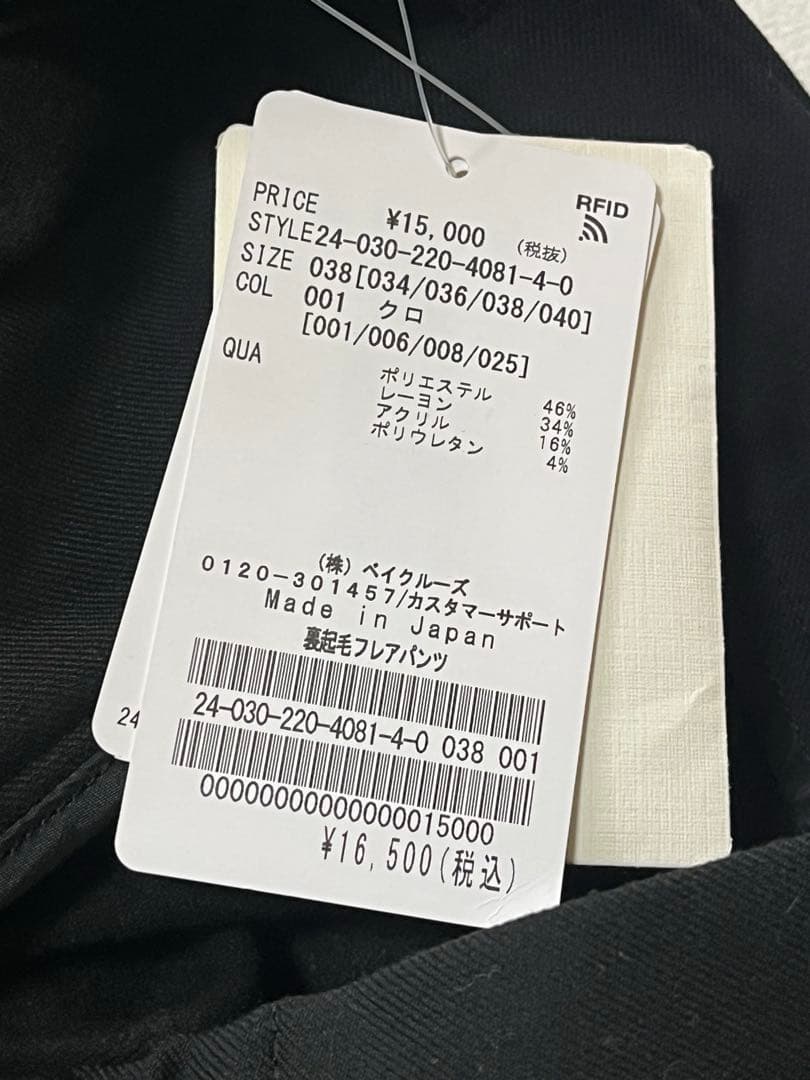 RFID
PRICE ¥15,000 (税抜)
STYLE24-030-220-4081-4-0
SIZE 038[034/036/038/040]
COL 001 クロ
[001/006/008/025]
QUA
ポリエステル 46%
レーヨン 34%
アクリル 16%
ポリウレタン 4%
(株) ベイクルーズ
0120-301457/カスタマーサポート
Made in Japan
裏起毛フレアパンツ
24-030-220-4081-4-0 038 001
00000000000000015000
¥16,500(税込)
24